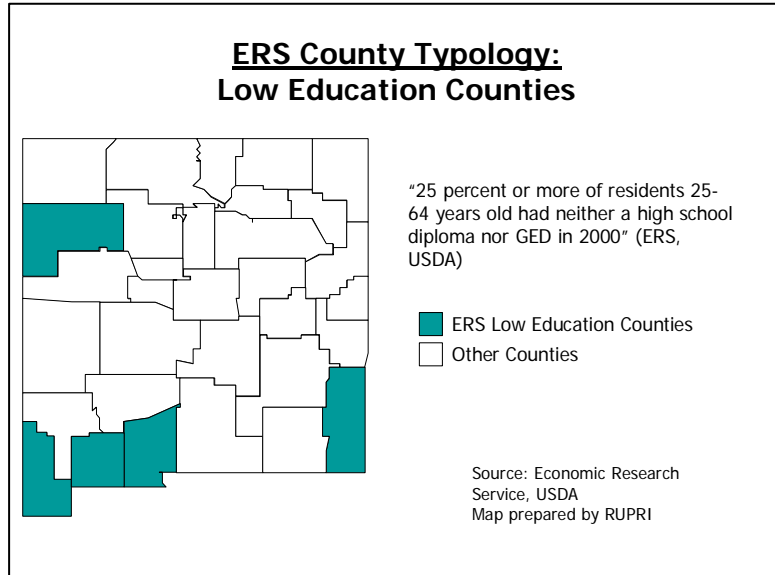 ERS County Typology:
Low Education Counties
"25 percent or more of residents 25-
64 years old had neither a high school
diploma nor GED in 2000" (ERS,
USDA)
ERS Low Education Counties
Other Counties
Source: Economic Research
Service, USDA
Map prepared by RUPRI